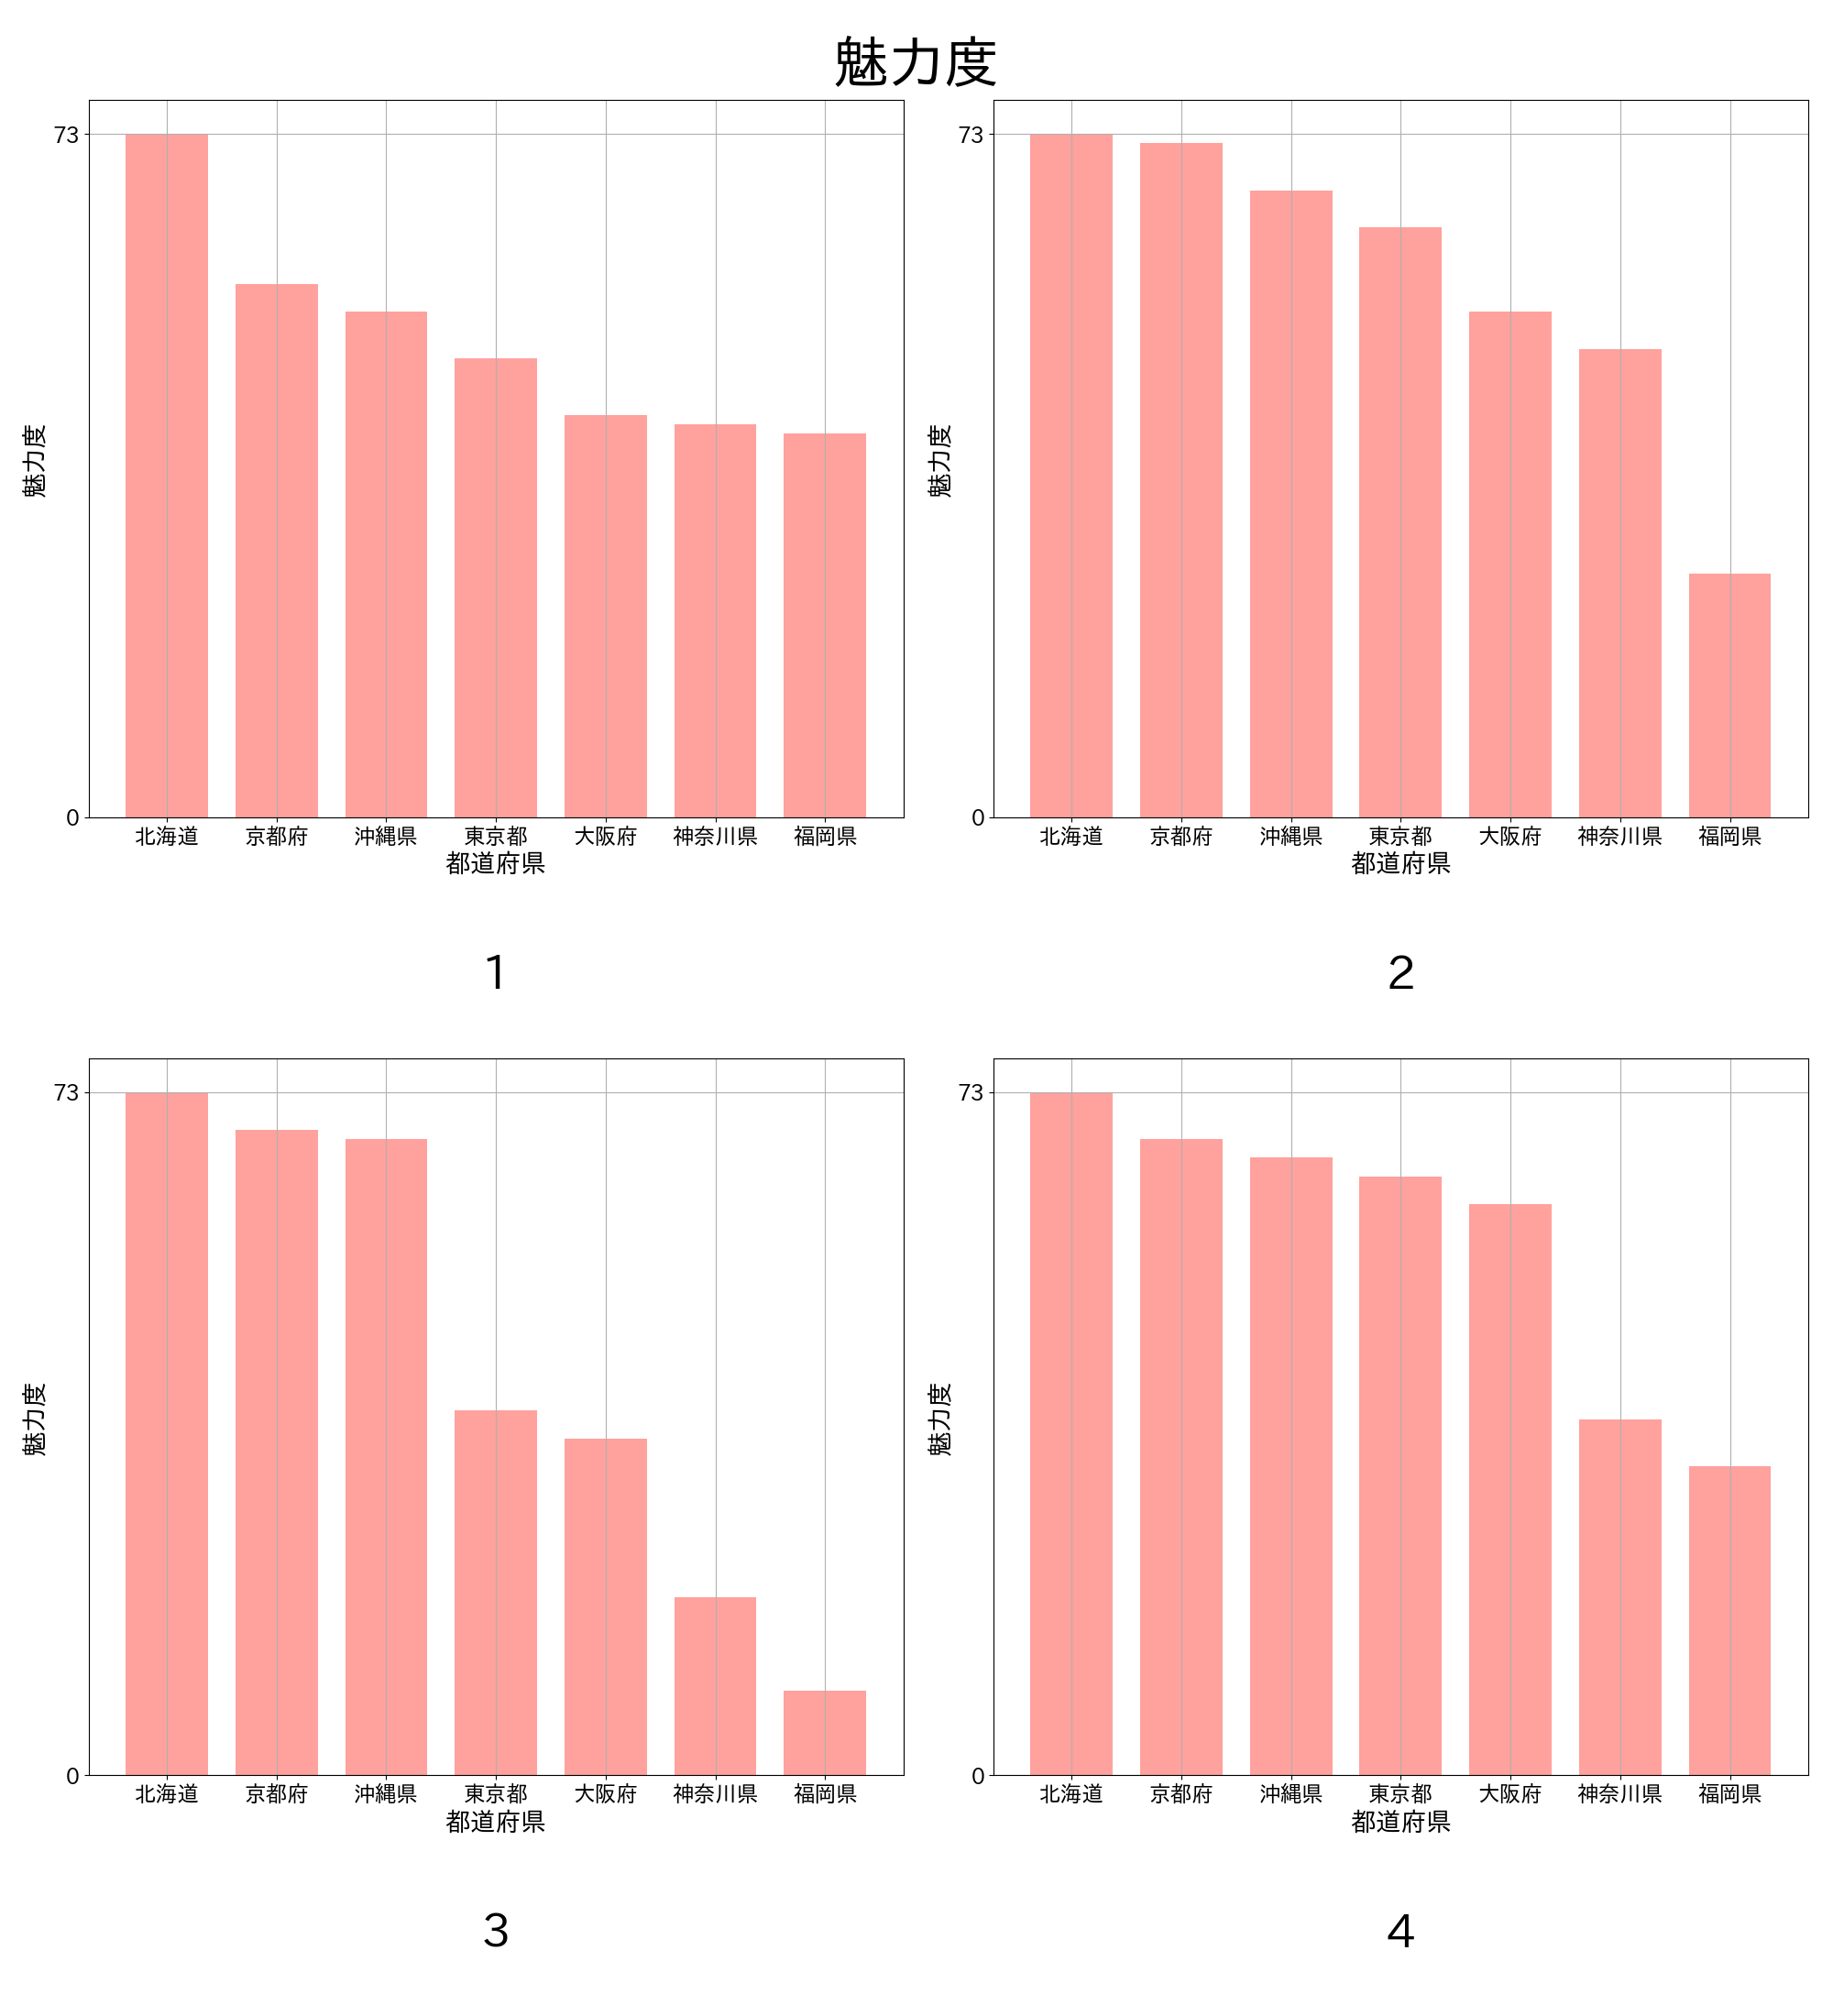 魅力度
73
0
魅力度
北海道 京都府 沖縄県 東京都 大阪府 神奈川県 福岡県
都道府県
1
73
0
魅力度
北海道 京都府 沖縄県 東京都 大阪府 神奈川県 福岡県
都道府県
2
73
0
魅力度
北海道 京都府 沖縄県 東京都 大阪府 神奈川県 福岡県
都道府県
3
73
0
魅力度
北海道 京都府 沖縄県 東京都 大阪府 神奈川県 福岡県
都道府県
4